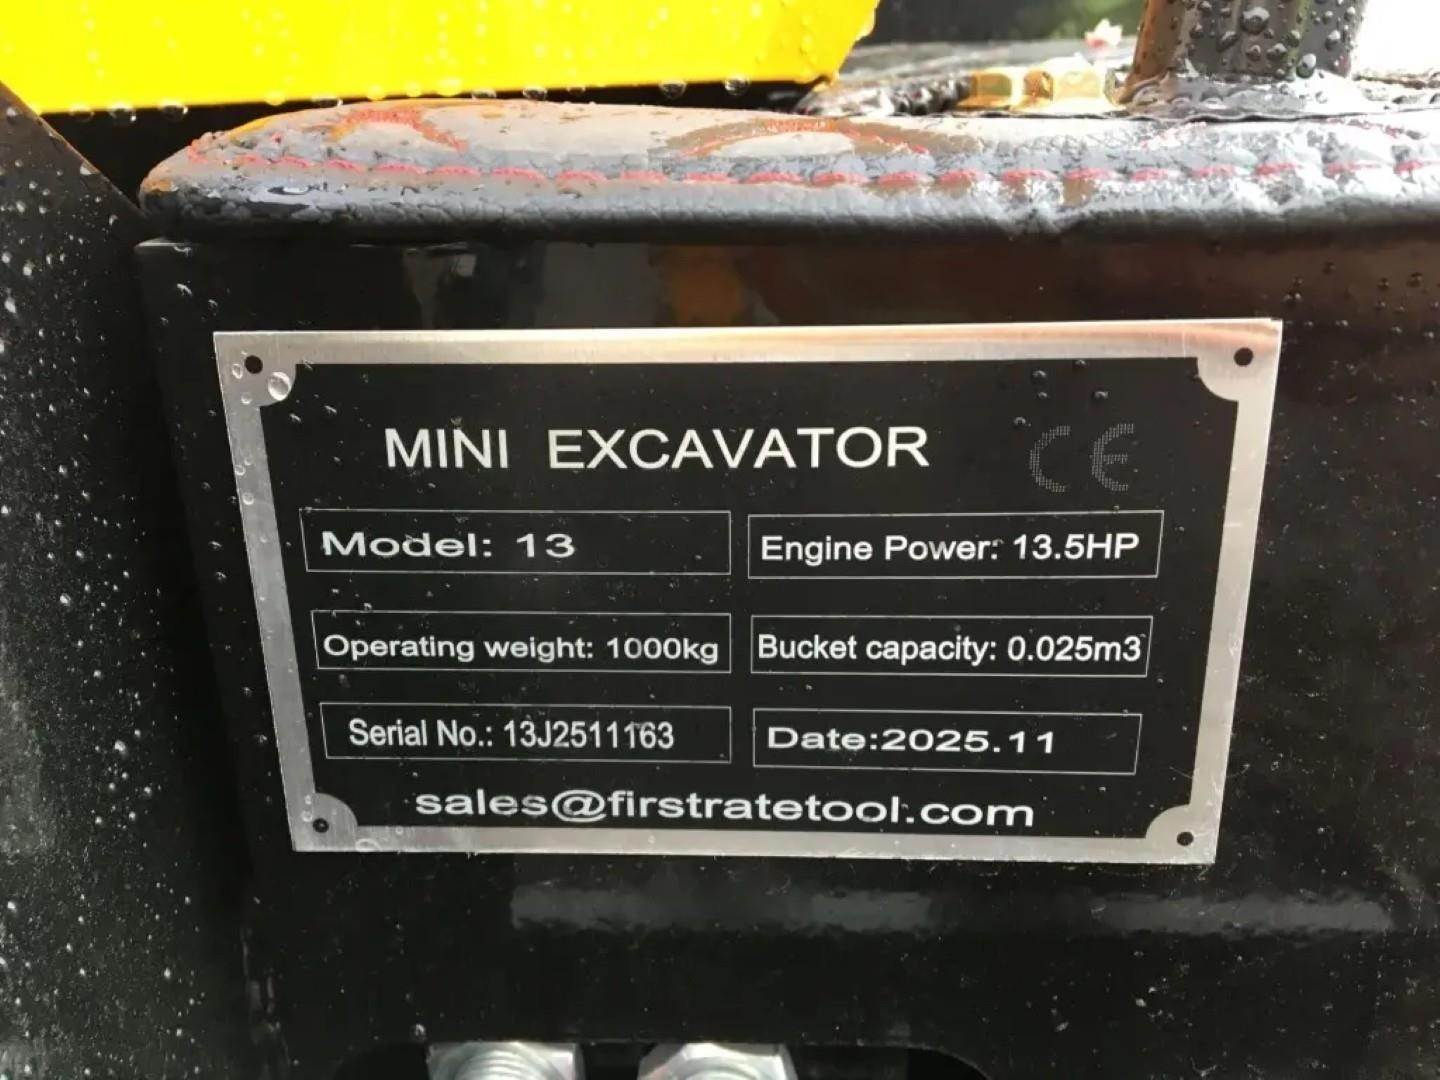 MINI EXCAVATOR CE
Model: 13
Engine Power: 13.5HP
Operating weight: 1000kg
Bucket capacity: 0.025m3
Serial No.: 13J2511163
Date:2025.11
sales@firstratetool.com